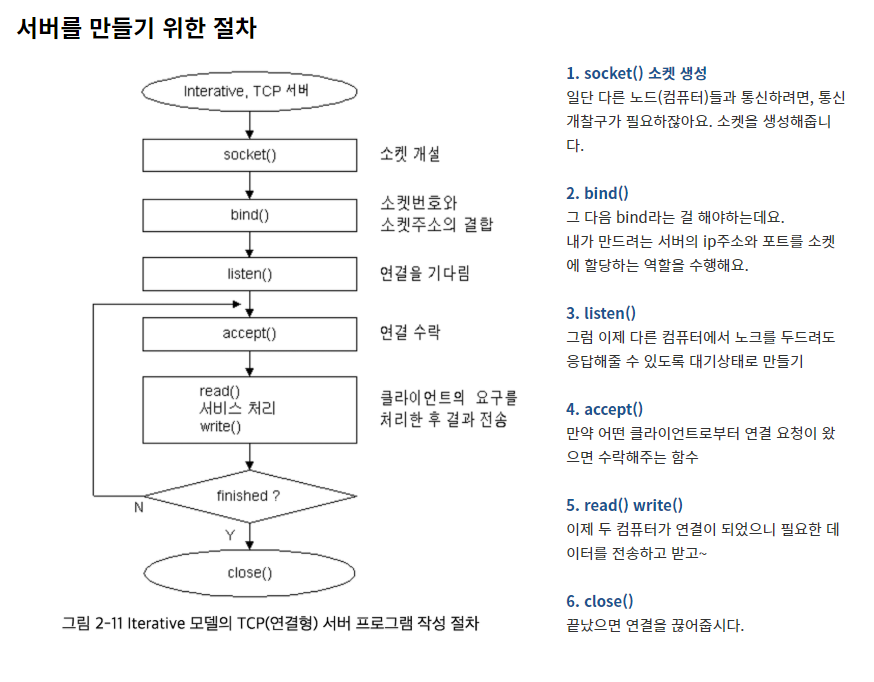 서버를 만들기 위한 절차
Interative, TCP 서버
socket()
소켓 개설
bind()
소켓번호와
소켓주소의 결합
listen()
연결을 기다림
accept()
연결 수락
read()
서비스 처리
write()
클라이언트의 요구를
처리한 후 결과 전송
finished ?
N
Y
close()
그림 2-11 Iterative 모델의 TCP(연결형) 서버 프로그램 작성 절차
1. socket() 소켓 생성
일단 다른 노드(컴퓨터)들과 통신하려면, 통신
개찰구가 필요하잖아요. 소켓을 생성해줍니
다.
2. bind()
그 다음 bind라는 걸 해야하는데요.
내가 만드려는 서버의 ip주소와 포트를 소켓
에 할당하는 역할을 수행해요.
3. listen()
그럼 이제 다른 컴퓨터에서 노크를 두드려도
응답해줄 수 있도록 대기상태로 만들기
4. accept()
만약 어떤 클라이언트로부터 연결 요청이 왔
으면 수락해주는 함수
5. read() write()
이제 두 컴퓨터가 연결이 되었으니 필요한 데
이터를 전송하고 받고~
6. close()
끝났으면 연결을 끊어줍시다.